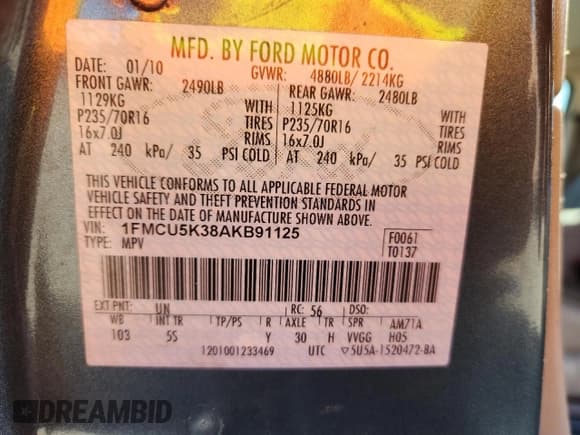 MFD. BY FORD MOTOR CO.
DATE: 01/10 GVWR: 4880LB/ 2214KG
FRONT GAWR: 2490LB REAR GAWR: 2480LB
1129KG WITH 1125KG WITH
P235/70R16 TIRES P235/70R16 TIRES
16x7.0J RIMS 16x7.0J RIMS
AT 240 kPa/ 35 PSI COLD AT 240 kPa/ 35 PSI COLD
THIS VEHICLE CONFORMS TO ALL APPLICABLE FEDERAL MOTOR
VEHICLE SAFETY AND THEFT PREVENTION STANDARDS IN
EFFECT ON THE DATE OF MANUFACTURE SHOWN ABOVE.
VIN: 1FMCU5K38AKB91125 F0061
TYPE: MPV T0137
EXT PNT: UN RC: 56 DSO:
WB INT TR TP/PS R AXLE TR SPR AM71A
103 5S Y 30 H VVGG H05
1201001233469 UTC ▽5U5A-1520472-BA
DREAMBID